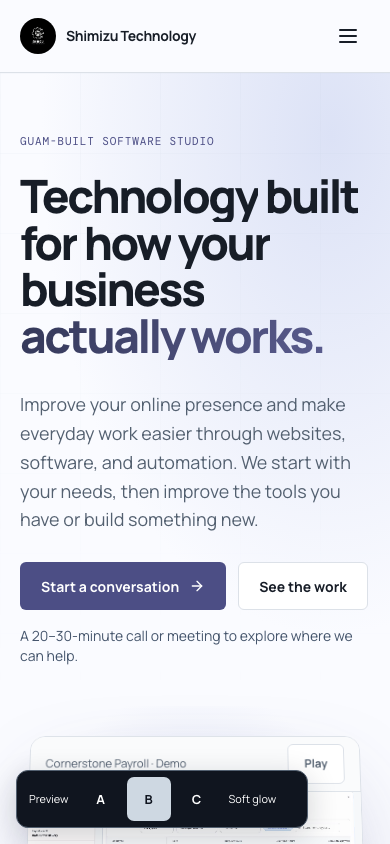 Shimizu Technology
GUAM-BUILT SOFTWARE STUDIO
Technology built
for how your
business
actually works.
Improve your online presence and make
everyday work easier through websites,
software, and automation. We start with
your needs, then improve the tools you
have or build something new.
Start a conversation →
See the work
A 20–30-minute call or meeting to explore where we
can help.
Cornerstone Payroll · Demo
Play
Preview A B C Soft glow